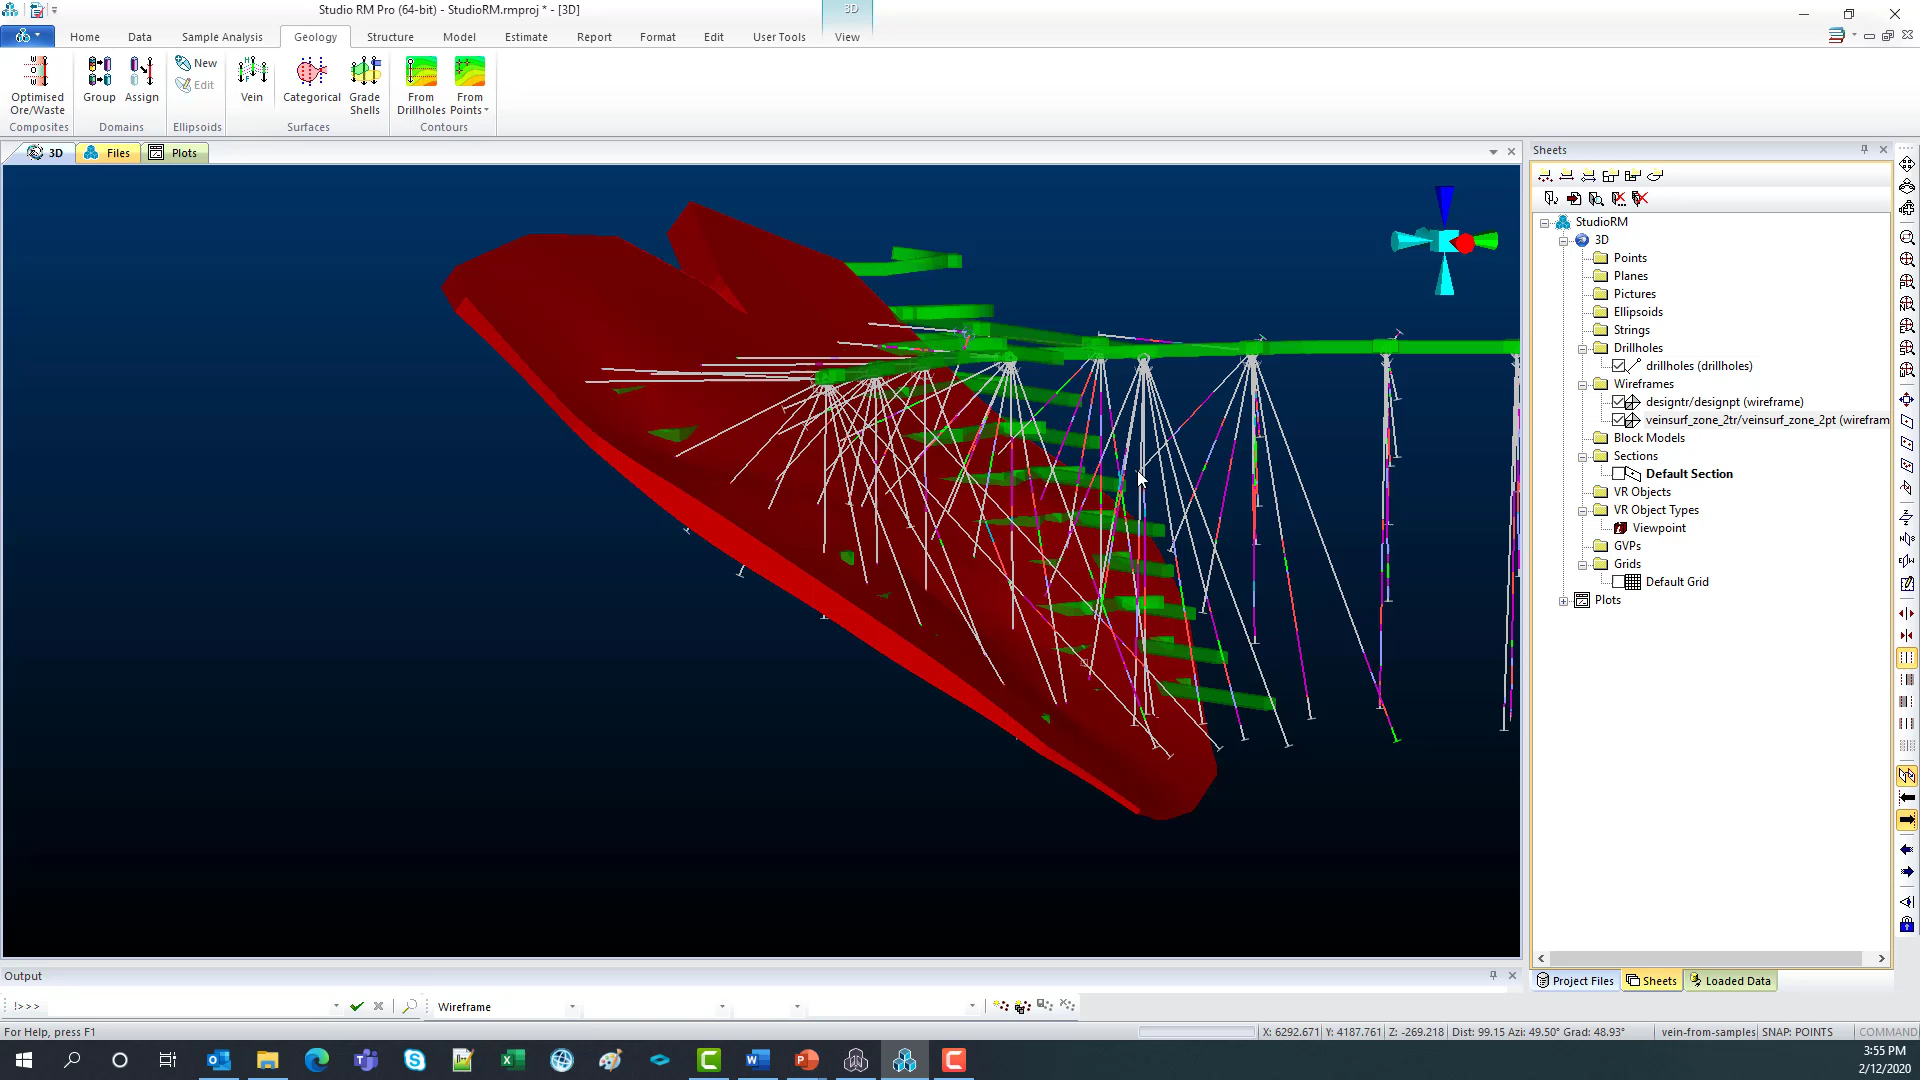 Studio RM Pro (64-bit) - StudioRM.rmproj * - [3D]
3D
Home Data Sample Analysis Geology Structure Model Estimate Report Format Edit User Tools View
New
Edit
Optimised Ore/Waste
Group
Assign
Vein
Categorical
Grade Shells
From Drillholes
From Points
Composites
Domains
Ellipsoids
Surfaces
Contours
3D
Files
Plots
Sheets
StudioRM
3D
Points
Planes
Pictures
Ellipsoids
Strings
Drillholes
drillholes (drillholes)
Wireframes
designtr/designpt (wireframe)
veinsurf_zone_2tr/veinsurf_zone_2pt (wirefram
Block Models
Sections
Default Section
VR Objects
VR Object Types
Viewpoint
GVPs
Grids
Default Grid
Plots
Project Files
Sheets
Loaded Data
Output
!>>>
Wireframe
For Help, press F1
X: 6292.671 Y: 4187.761 Z: -269.218 Dist: 99.15 Azi: 49.50° Grad: 48.93°
vein-from-samples
SNAP: POINTS
COMMAND
3:55 PM
2/12/2020